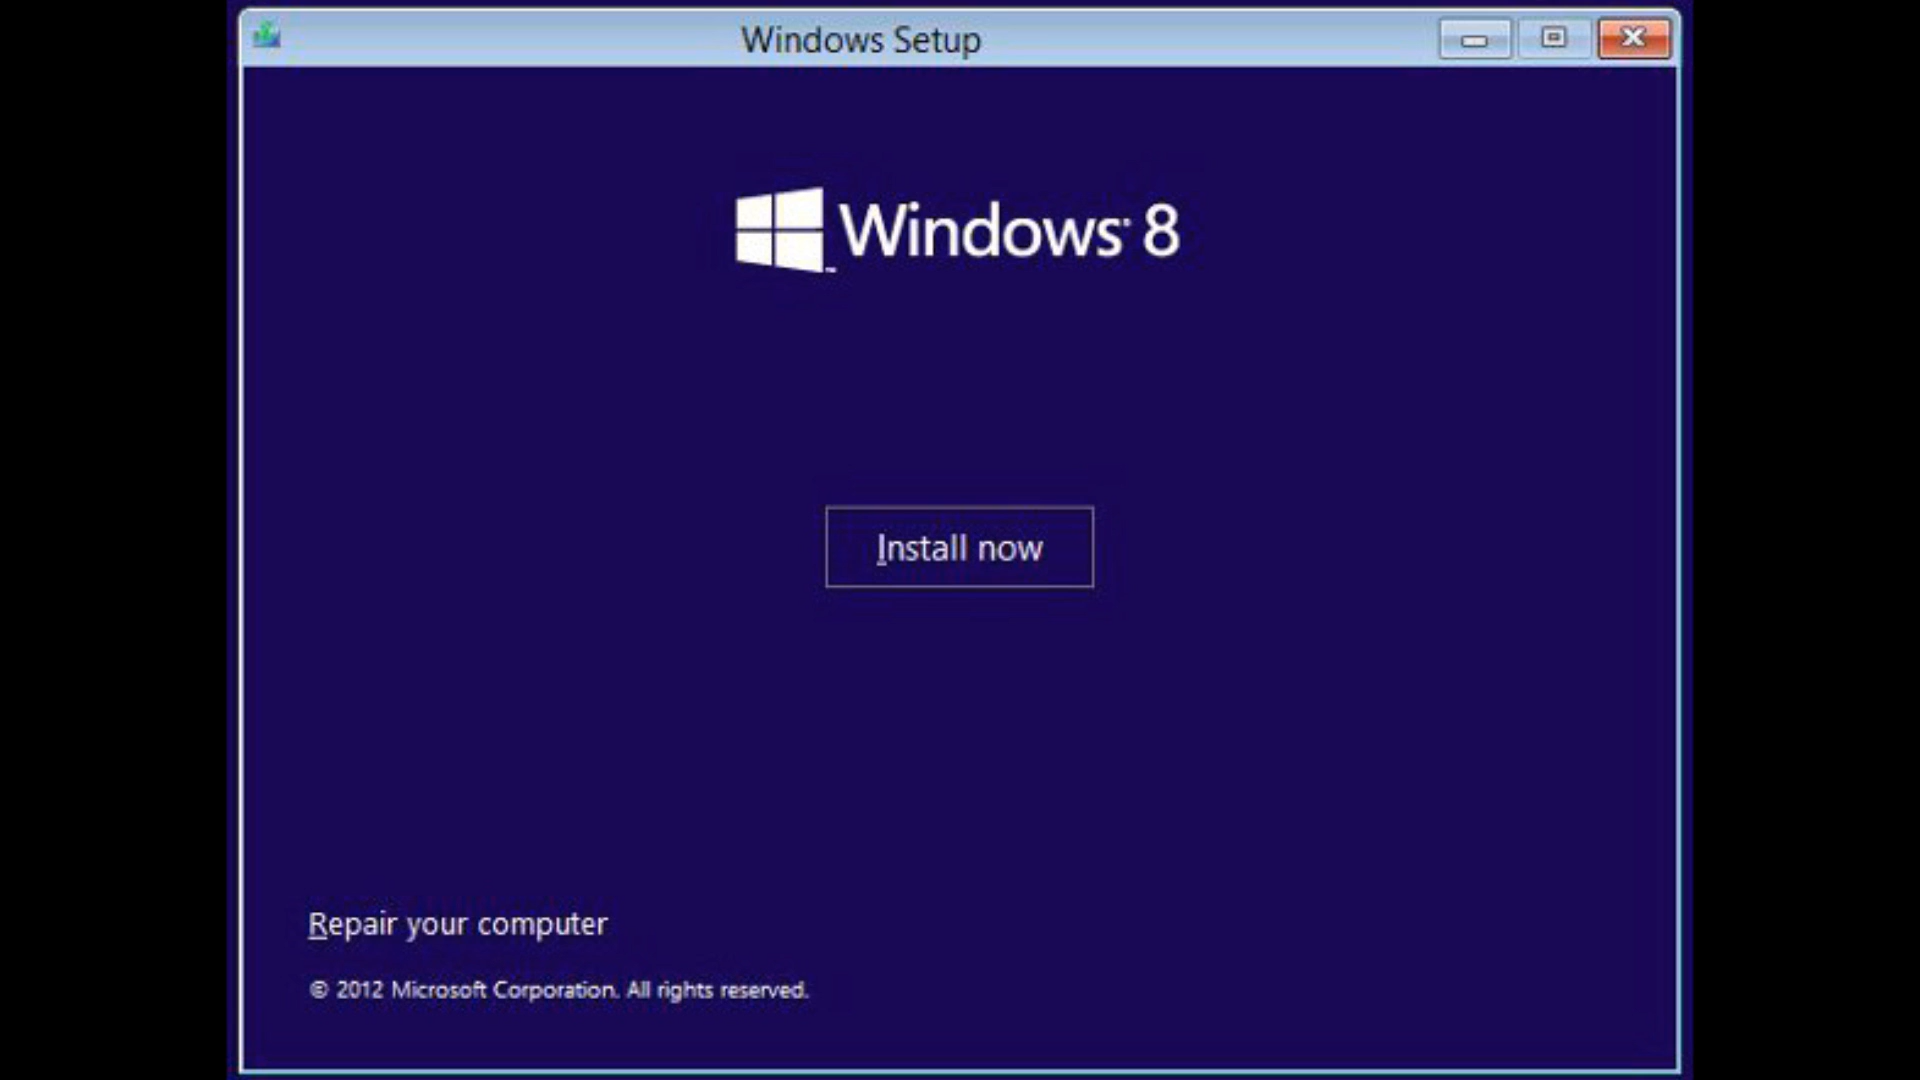 Windows Setup
Windows 8
Install now
Repair your computer
© 2012 Microsoft Corporation. All rights reserved.